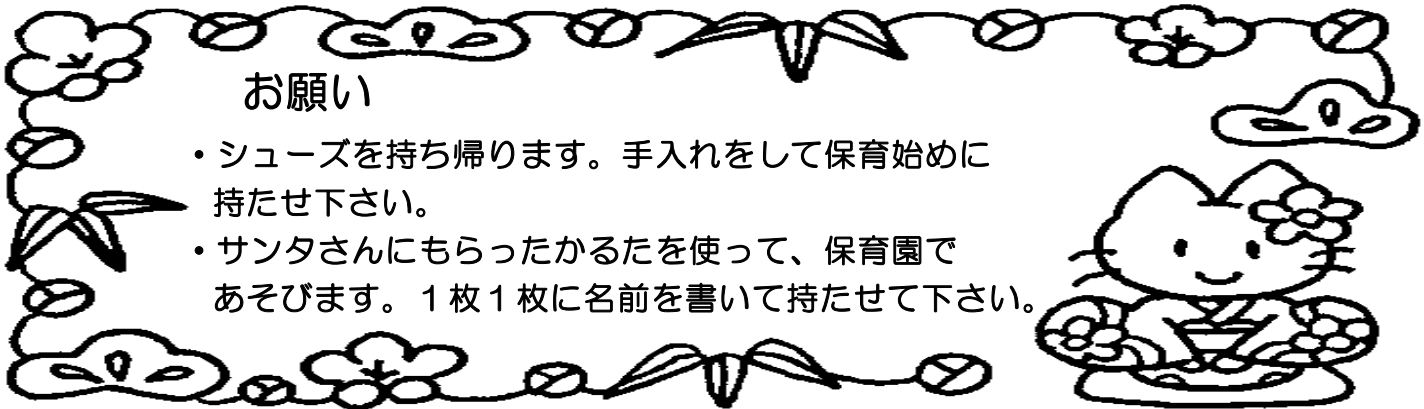 お願い
・シューズを持ち帰ります。手入れをして保育始めに
持たせ下さい。
・サンタさんにもらったかるたを使って、保育園で
あそびます。１枚１枚に名前を書いて持たせて下さい。